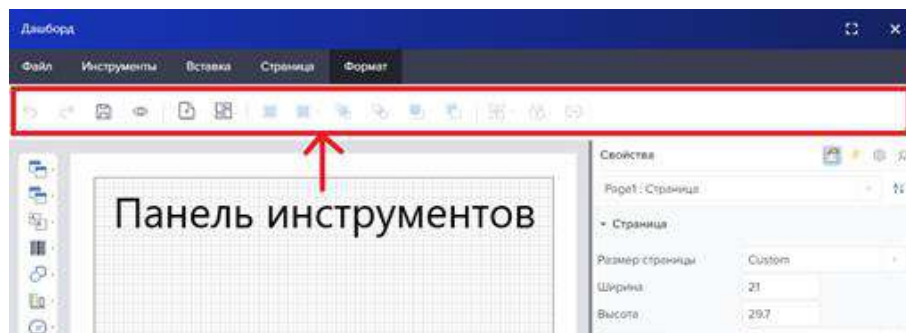 Дашборд
Файл Инструменты Вставка Страница Формат
Свойства
Page1 : Страница
Панель инструментов
Страница
Размер страницы Custom
Ширина 21
Высота 29.7